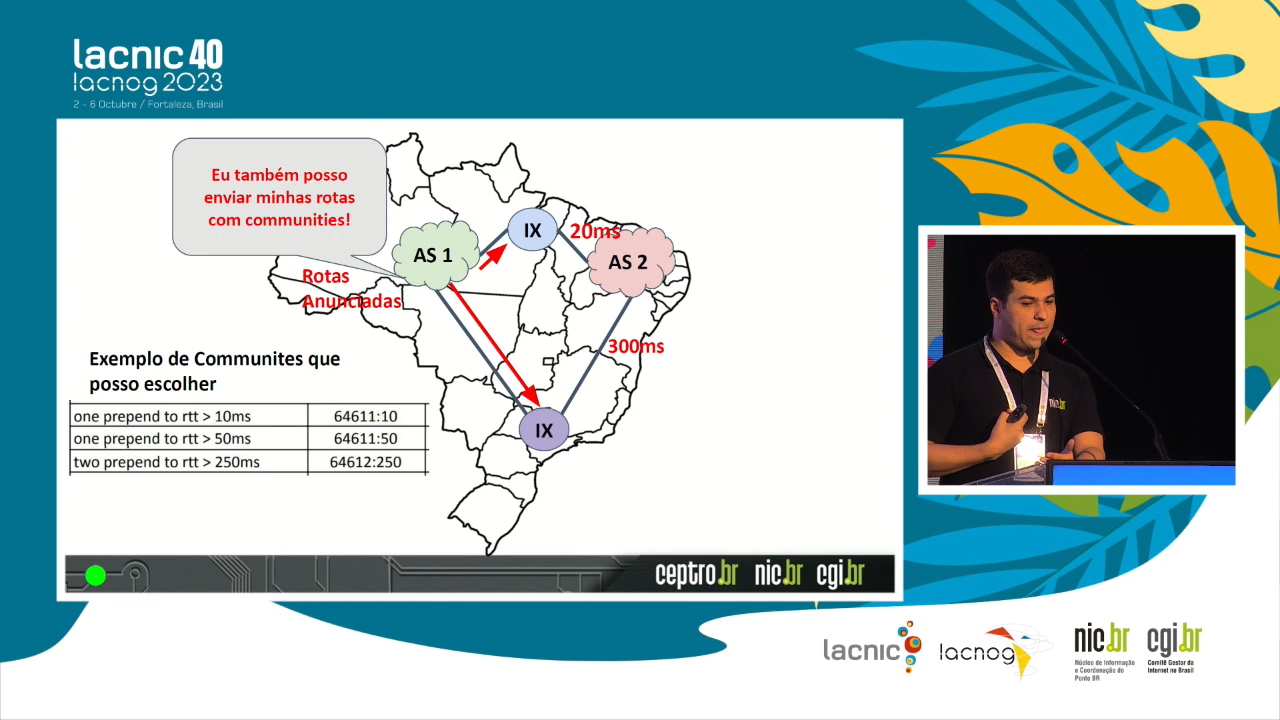 lacnic 40
lacnog 2023
2 - 6 Octubre / Fortaleza, Brasil
Eu também posso
enviar minhas rotas
com communities!
IX
20ms
AS 1
AS 2
Rotas
Anunciadas
300ms
Exemplo de Communites que
posso escolher
one prepend to rtt > 10ms 64611:10
one prepend to rtt > 50ms 64611:50
two prepend to rtt > 250ms 64612:250
IX
nic.br
ceptro.br nic.br cgi.br
lacnic
lacnog
nic.br
Núcleo de Informação
e Coordenação do
Ponto BR
cgi.br
Comitê Gestor da
Internet no Brasil